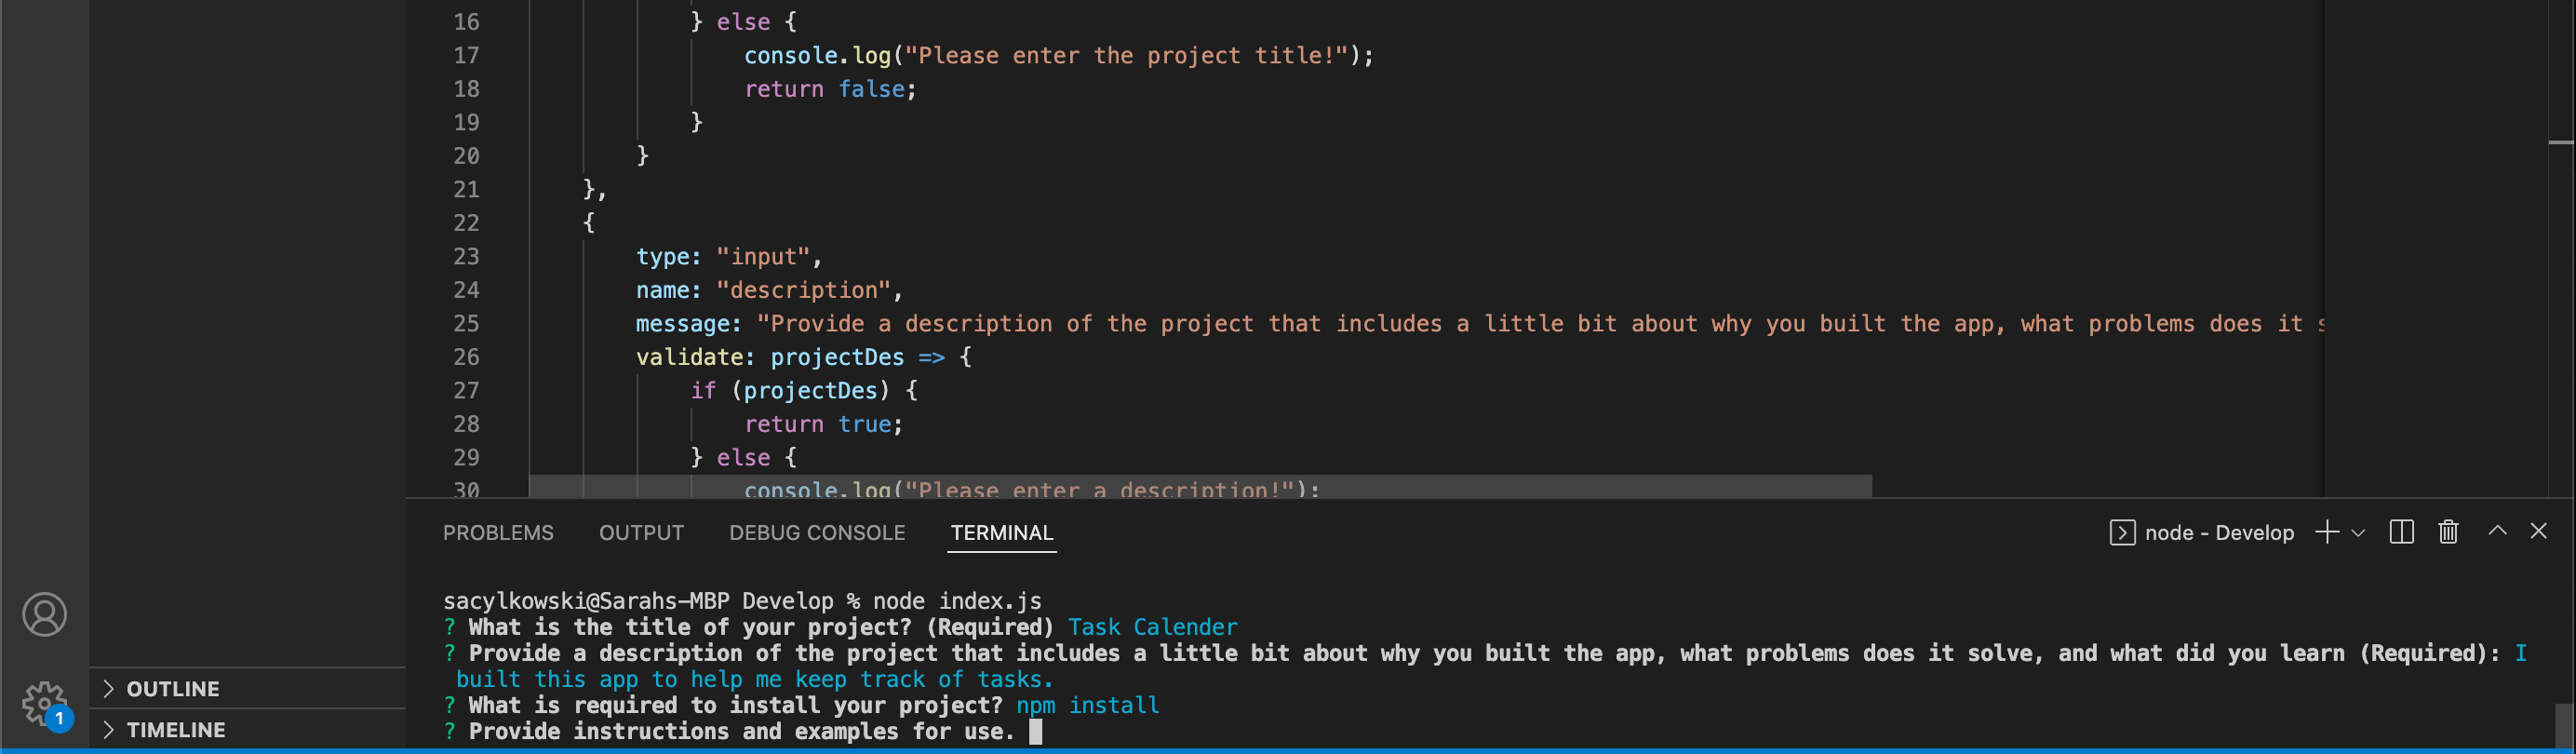 16 } else {
17 console.log("Please enter the project title!");
18 return false;
19 }
20 }
21 },
22 {
23 type: "input",
24 name: "description",
25 message: "Provide a description of the project that includes a little bit about why you built the app, what problems does it s
26 validate: projectDes => {
27 if (projectDes) {
28 return true;
29 } else {
30 console.log("Please enter a description!");
PROBLEMS OUTPUT DEBUG CONSOLE TERMINAL node - Develop
sacylkowski@Sarahs-MBP Develop % node index.js
? What is the title of your project? (Required) Task Calender
? Provide a description of the project that includes a little bit about why you built the app, what problems does it solve, and what did you learn (Required): I
built this app to help me keep track of tasks.
? What is required to install your project? npm install
? Provide instructions and examples for use.
OUTLINE
1
TIMELINE